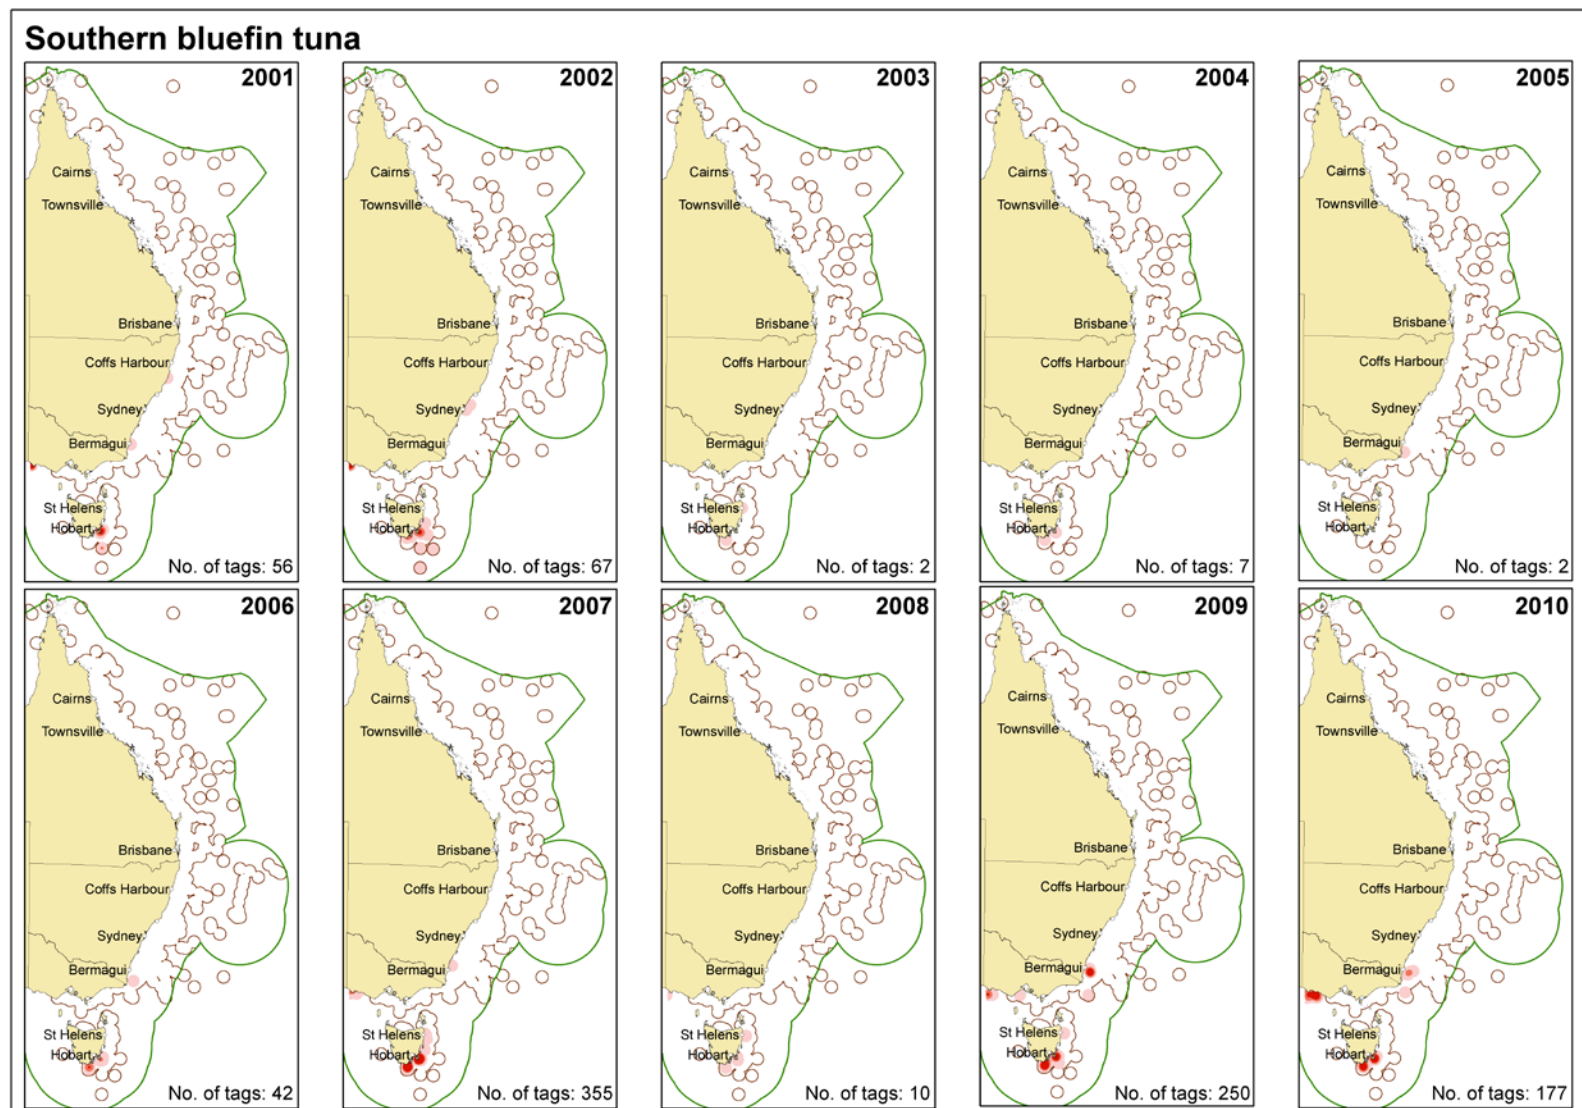 Southern bluefin tuna
2001
Cairns
Townsville
Brisbane
Coffs Harbour
Sydney
Bermagui
St Helens
Hobart
No. of tags: 56
2002
Cairns
Townsville
Brisbane
Coffs Harbour
Sydney
Bermagui
St Helens
Hobart
No. of tags: 67
2003
Cairns
Townsville
Brisbane
Coffs Harbour
Sydney
Bermagui
St Helens
Hobart
No. of tags: 2
2004
Cairns
Townsville
Brisbane
Coffs Harbour
Sydney
Bermagui
St Helens
Hobart
No. of tags: 7
2005
Cairns
Townsville
Brisbane
Coffs Harbour
Sydney
Bermagui
St Helens
Hobart
No. of tags: 2
2006
Cairns
Townsville
Brisbane
Coffs Harbour
Sydney
Bermagui
St Helens
Hobart
No. of tags: 42
2007
Cairns
Townsville
Brisbane
Coffs Harbour
Sydney
Bermagui
St Helens
Hobart
No. of tags: 355
2008
Cairns
Townsville
Brisbane
Coffs Harbour
Sydney
Bermagui
St Helens
Hobart
No. of tags: 10
2009
Cairns
Townsville
Brisbane
Coffs Harbour
Sydney
Bermagui
St Helens
Hobart
No. of tags: 250
2010
Cairns
Townsville
Brisbane
Coffs Harbour
Sydney
Bermagui
St Helens
Hobart
No. of tags: 177